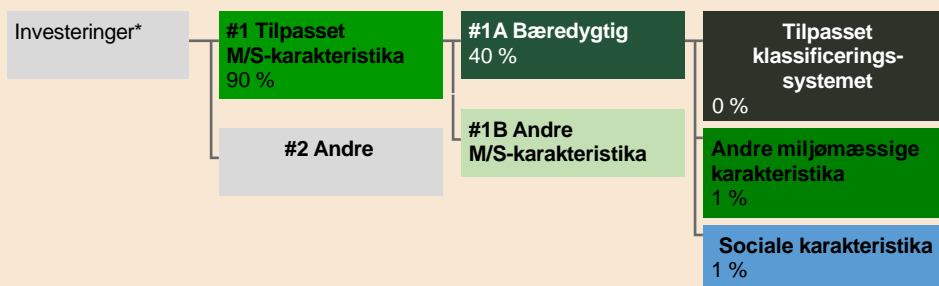 Investeringer*
#1 Tilpasset
M/S-karakteristika
90 %
#2 Andre
#1A Bæredygtig
40 %
#1B Andre
M/S-karakteristika
Tilpasset
klassificerings-
systemet
0 %
Andre miljømæssige
karakteristika
1 %
Sociale karakteristika
1 %